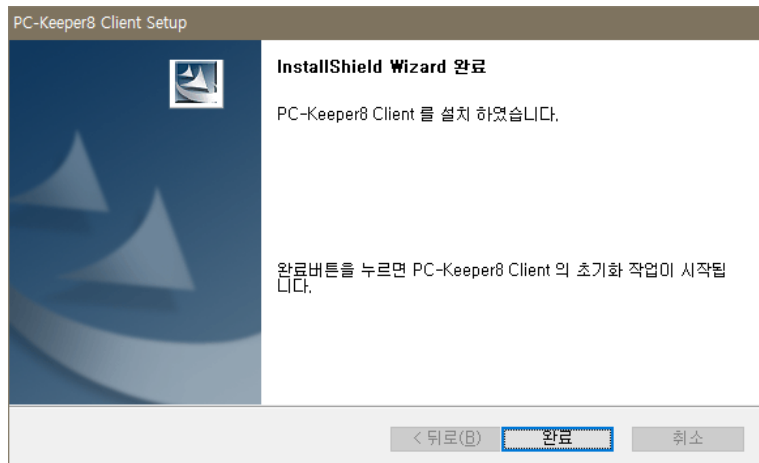 PC-Keeper8 Client Setup
InstallShield Wizard 완료
PC-Keeper8 Client 를 설치 하였습니다.
완료버튼을 누르면 PC-Keeper8 Client 의 초기화 작업이 시작됩
니다.
< 뒤로(B)
완료
취소